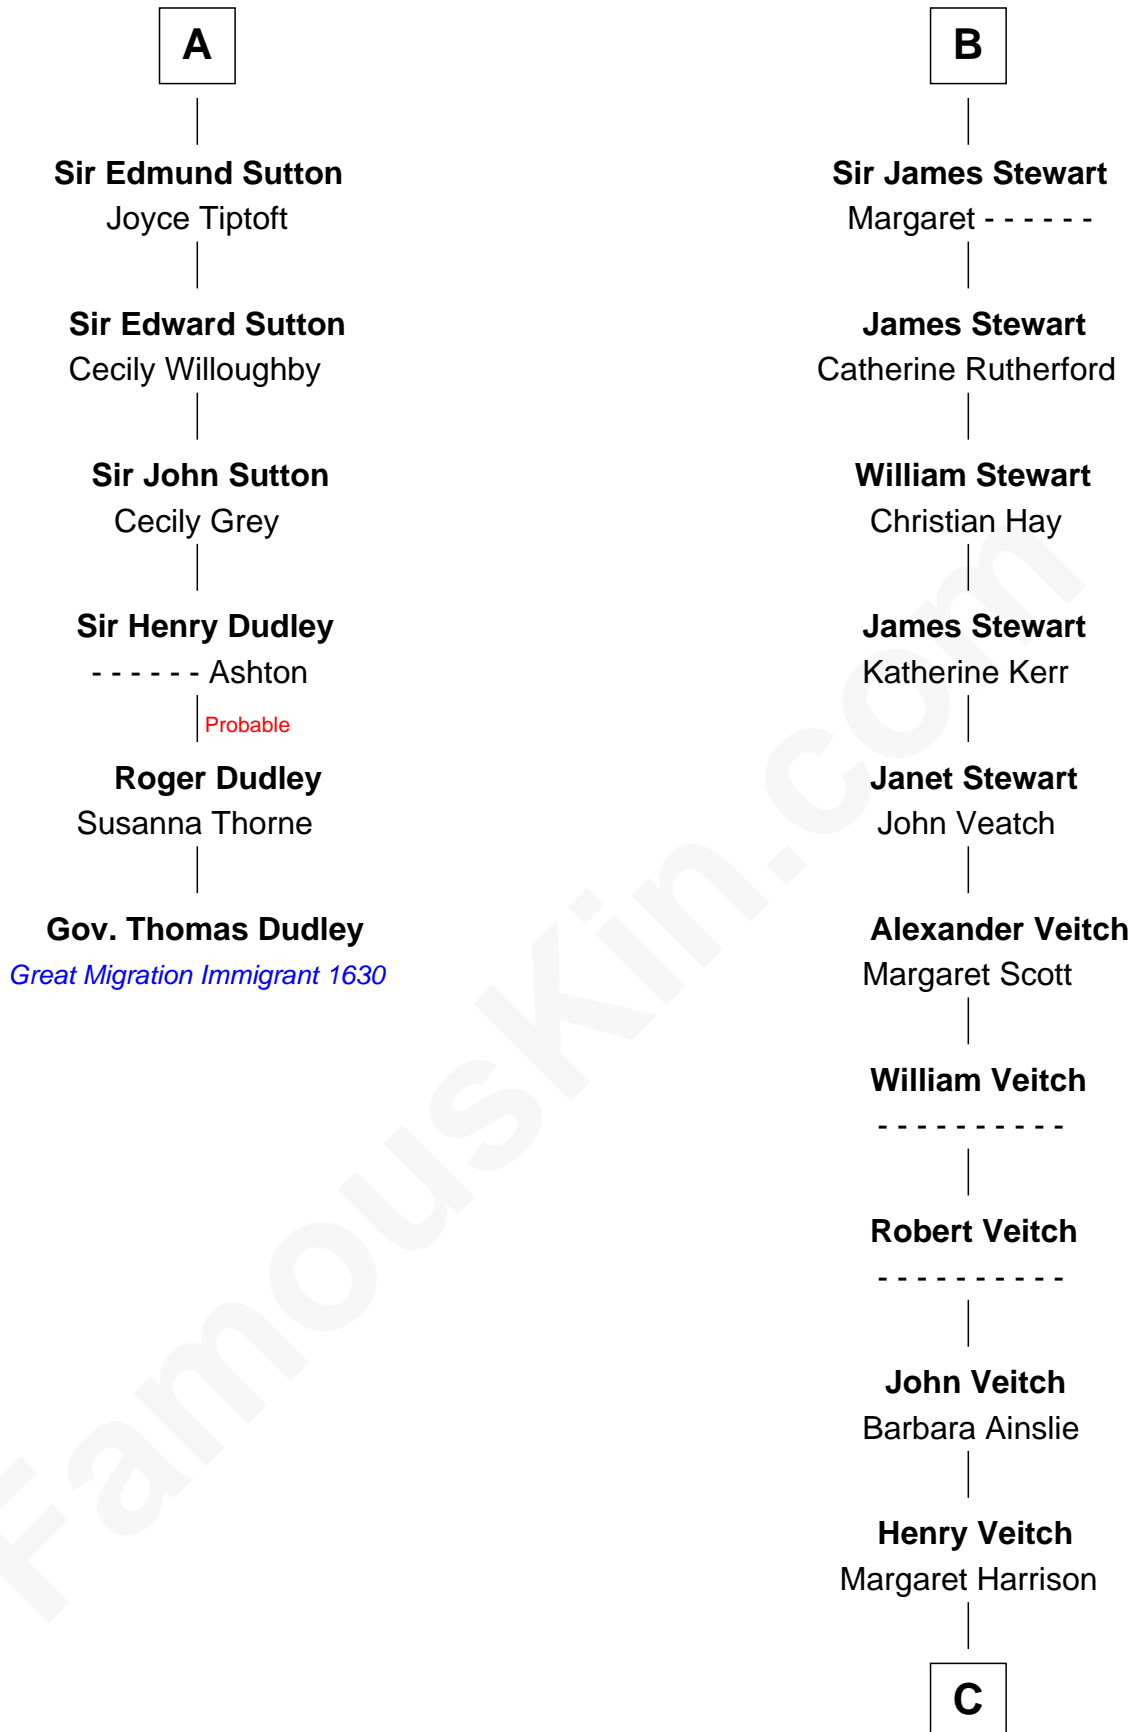 A
Sir Edmund Sutton
Joyce Tiptoft
Sir Edward Sutton
Cecily Willoughby
Sir John Sutton
Cecily Grey
Sir Henry Dudley
- - - - - - Ashton
Probable
Roger Dudley
Susanna Thorne
Gov. Thomas Dudley
Great Migration Immigrant 1630
B
Sir James Stewart
Margaret - - - - - -
James Stewart
Catherine Rutherford
William Stewart
Christian Hay
James Stewart
Katherine Kerr
Janet Stewart
John Veatch
Alexander Veitch
Margaret Scott
William Veitch
- - - - - - - - - -
Robert Veitch
- - - - - - - - - -
John Veitch
Barbara Ainslie
Henry Veitch
Margaret Harrison
C
FamousKin.com